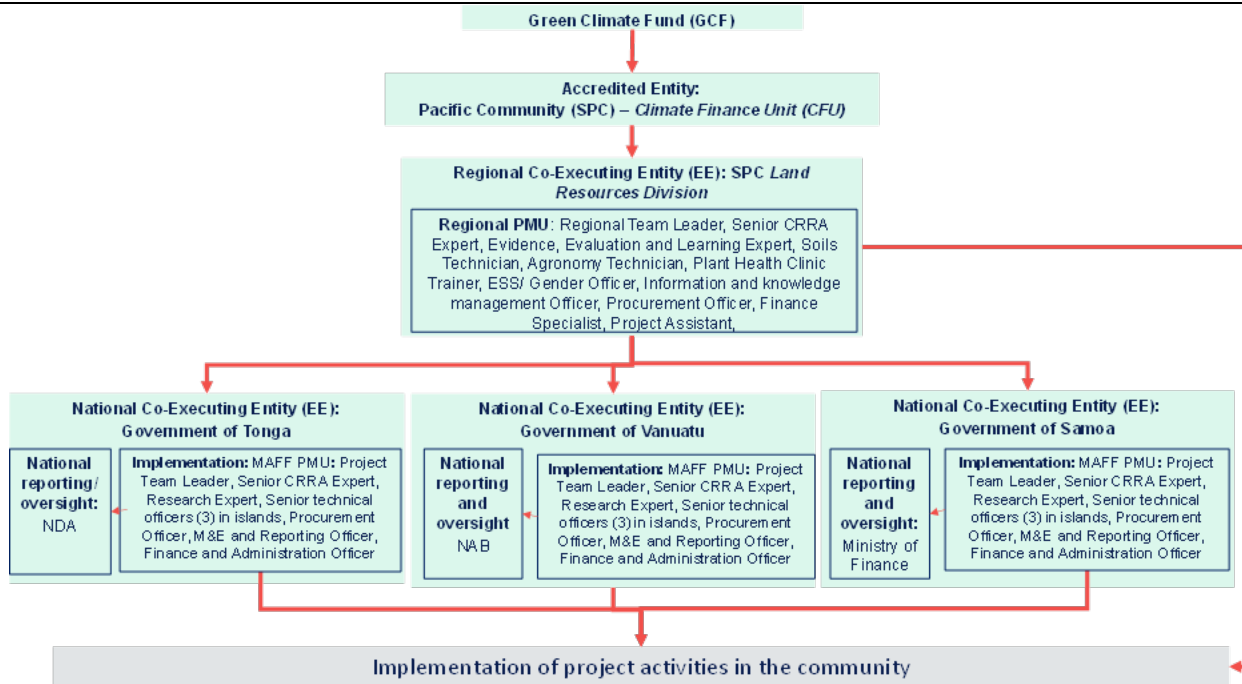 Green Climate Fund (GCF)
Accredited Entity:
Pacific Community (SPC) – Climate Finance Unit (CFU)
Regional Co-Executing Entity (EE): SPC Land
Resources Division
Regional PMU: Regional Team Leader, Senior CRRA
Expert, Evidence, Evaluation and Learning Expert, Soils
Technician, Agronomy Technician, Plant Health Clinic
Trainer, ESS/ Gender Officer, Information and knowledge
management Officer, Procurement Officer, Finance
Specialist, Project Assistant,
National Co-Executing Entity (EE):
Government of Tonga
National
reporting/
oversight:
NDA
Implementation: MAFF PMU: Project
Team Leader, Senior CRRA Expert,
Research Expert, Senior technical
officers (3) in islands, Procurement
Officer, M&E and Reporting Officer,
Finance and Administration Officer
National Co-Executing Entity (EE):
Government of Vanuatu
National
reporting
and
oversight
NAB
Implementation: MAFF PMU: Project
Team Leader, Senior CRRA Expert,
Research Expert, Senior technical
officers (3) in islands, Procurement
Officer, M&E and Reporting Officer,
Finance and Administration Officer
National Co-Executing Entity (EE):
Government of Samoa
National
reporting
and
oversight:
Ministry of
Finance
Implementation: MAFF PMU: Project
Team Leader, Senior CRRA Expert,
Research Expert, Senior technical
officers (3) in islands, Procurement
Officer, M&E and Reporting Officer,
Finance and Administration Officer
Implementation of project activities in the community